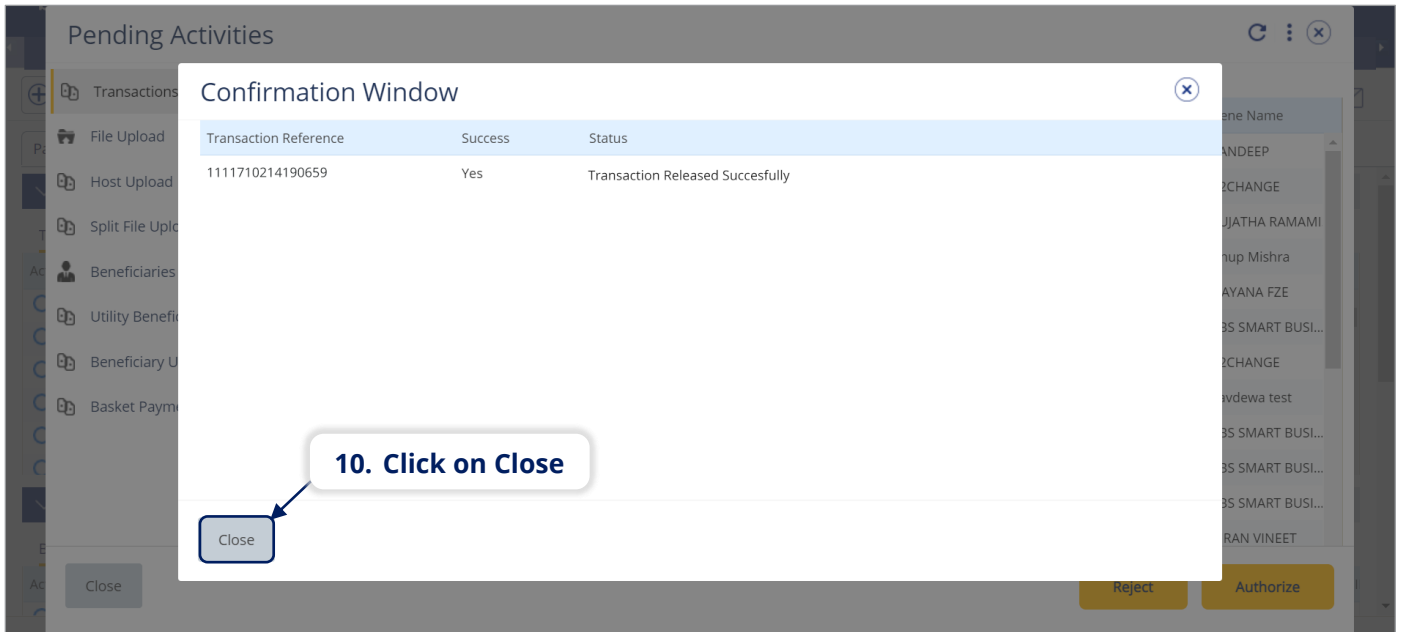 Pending Activities
Transactions
File Upload
Host Upload
Split File Uplo
Beneficiaries
Utility Benefic
Beneficiary U
Basket Payme
Close
Confirmation Window
Transaction Reference Success Status
1111710214190659 Yes Transaction Released Succesfully
10. Click on Close
Close
ene Name
ANDEEP
2CHANGE
UJATHA RAMAMI
nup Mishra
AYANA FZE
BS SMART BUSI...
2CHANGE
avdewa test
BS SMART BUSI...
BS SMART BUSI...
BS SMART BUSI...
RAN VINEET
Reject Authorize